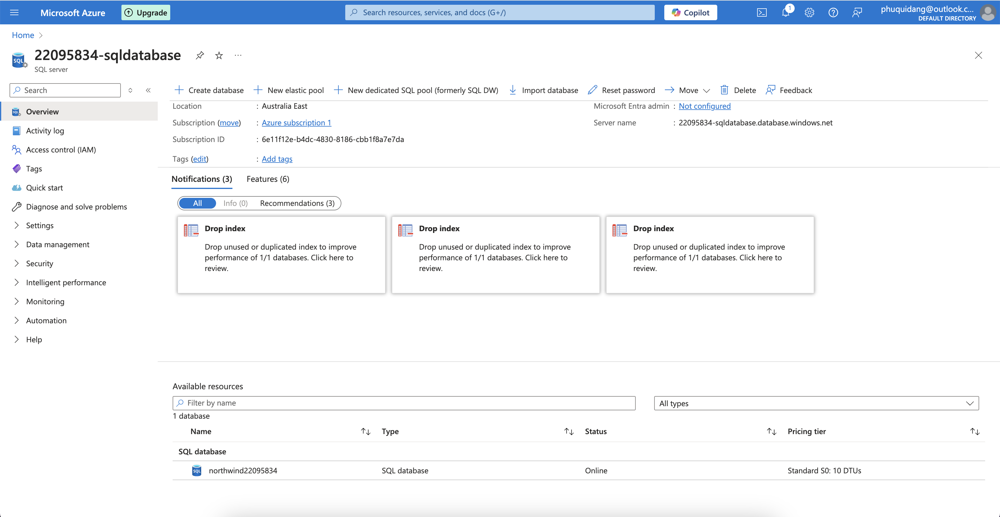 Microsoft Azure
Upgrade
Search resources, services, and docs (G+/)
Copilot
1
phuquidang@outlook.c...
DEFAULT DIRECTORY
Home
22095834-sqldatabase
SQL server
Search
Create database
New elastic pool
New dedicated SQL pool (formerly SQL DW)
Import database
Reset password
Move
Delete
Feedback
Overview
Activity log
Access control (IAM)
Tags
Quick start
Diagnose and solve problems
Settings
Data management
Security
Intelligent performance
Monitoring
Automation
Help
Location : Australia East
Subscription (move) : Azure subscription 1
Subscription ID : 6e11f12e-b4dc-4830-8186-cbb1f8a7e7da
Tags (edit) : Add tags
Microsoft Entra admin : Not configured
Server name : 22095834-sqldatabase.database.windows.net
Notifications (3) Features (6)
All Info (0) Recommendations (3)
Drop index
Drop unused or duplicated index to improve
performance of 1/1 databases. Click here to
review.
Drop index
Drop unused or duplicated index to improve
performance of 1/1 databases. Click here to
review.
Drop index
Drop unused or duplicated index to improve
performance of 1/1 databases. Click here to
review.
Available resources
Filter by name
All types
1 database
Name Type Status Pricing tier
SQL database
SQL northwind22095834 SQL database Online Standard S0: 10 DTUs